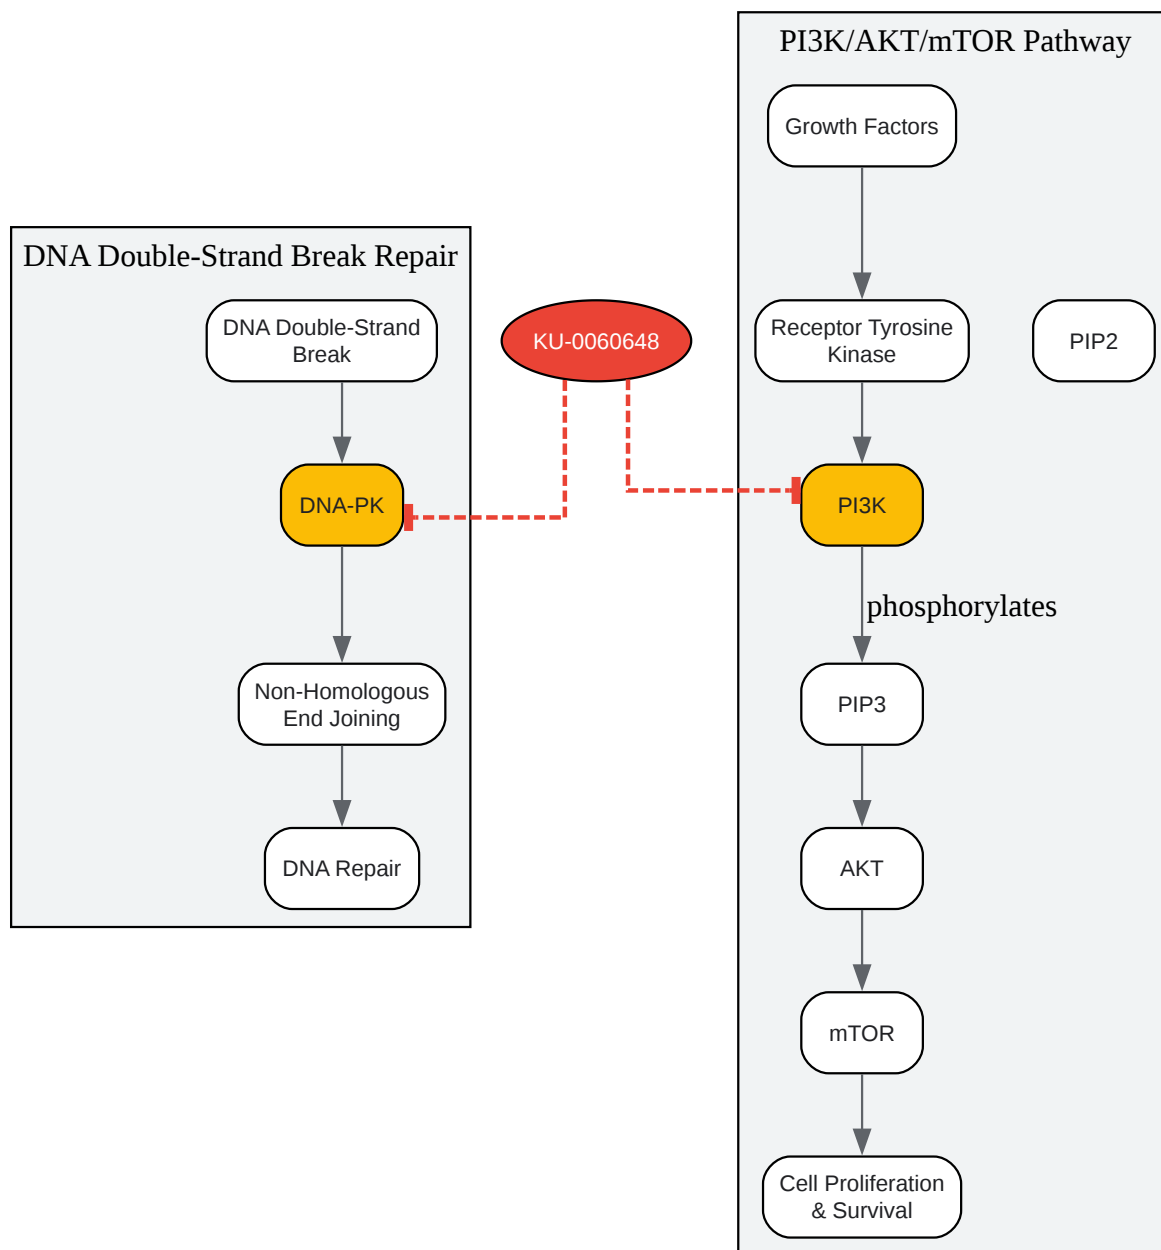 PI3K/AKT/mTOR Pathway
Growth Factors
DNA Double-Strand Break Repair
DNA Double-Strand
Break
KU-0060648
Receptor Tyrosine
Kinase
PIP2
DNA-PK
PI3K
phosphorylates
Non-Homologous
End Joining
PIP3
DNA Repair
AKT
mTOR
Cell Proliferation
& Survival